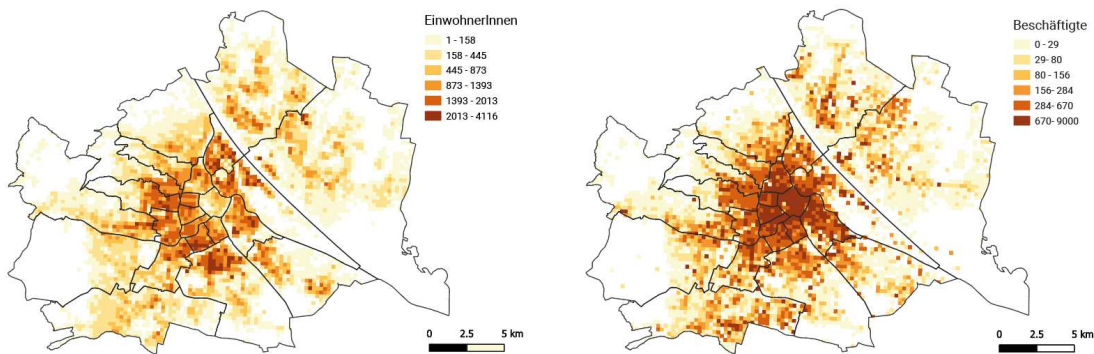 EinwohnerInnen
1 - 158
158 - 445
445 - 873
873 - 1393
1393 - 2013
2013 - 4116
0 2.5 5 km
Beschäftigte
0 - 29
29- 80
80 - 156
156- 284
284- 670
670- 9000
0 2.5 5 km